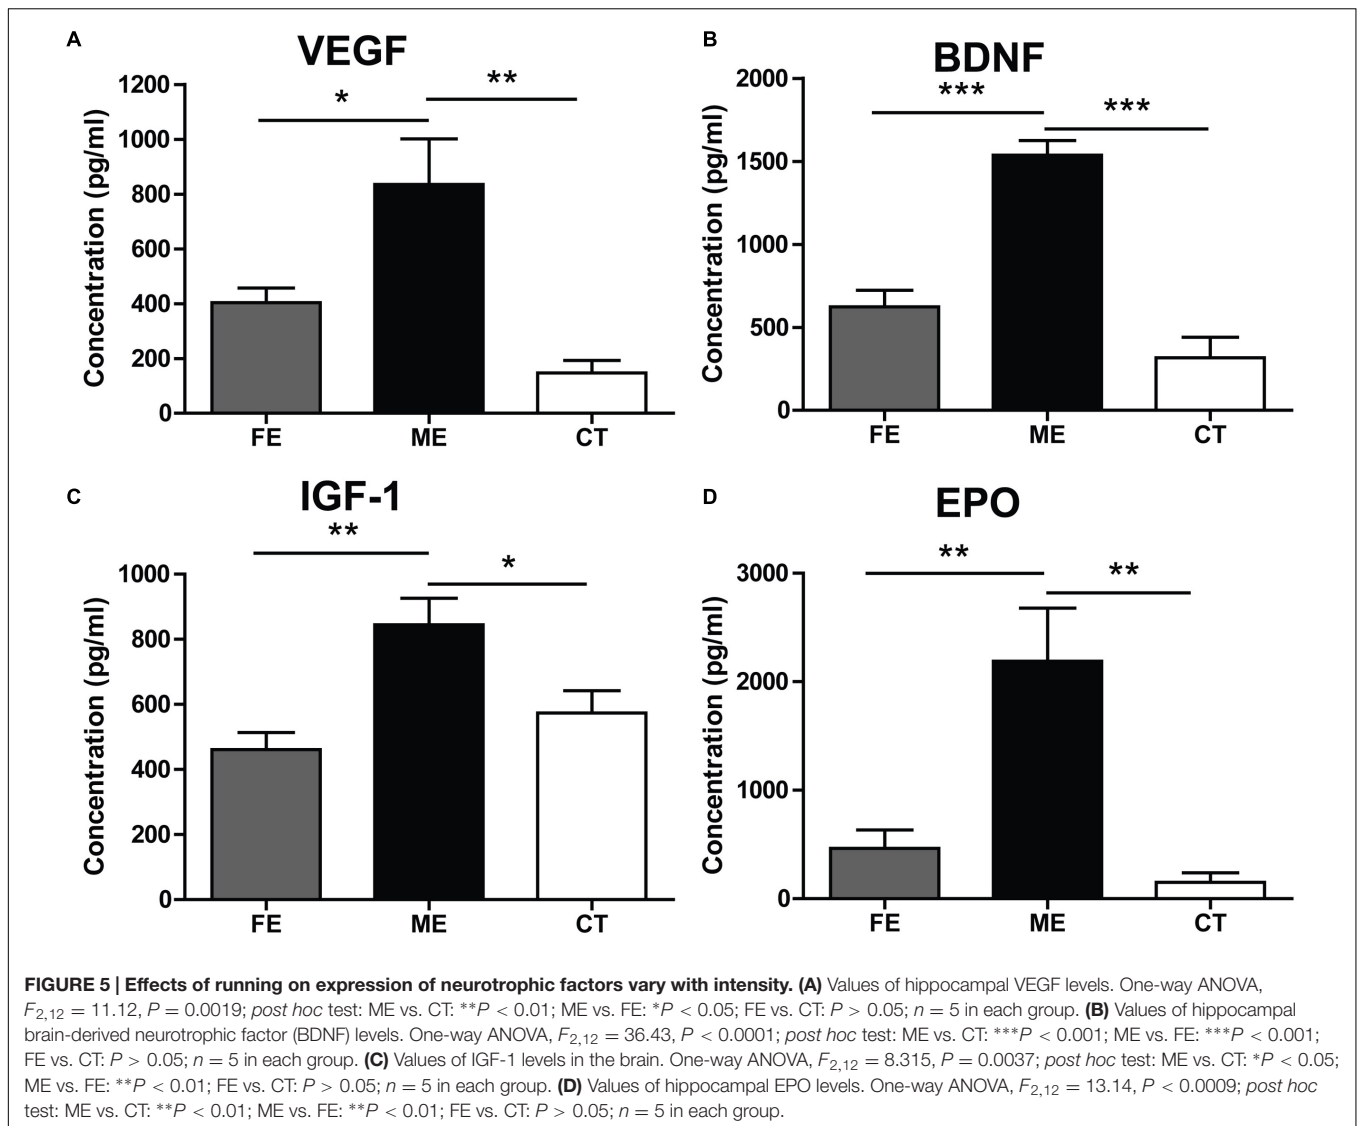 A
VEGF
Concentration (pg/ml)
1200
1000
800
600
400
200
0
*
**
FE ME CT
B
BDNF
Concentration (pg/ml)
2000
1500
1000
500
0
***
***
FE ME CT
C
IGF-1
Concentration (pg/ml)
1000
800
600
400
200
0
**
*
FE ME CT
D
EPO
Concentration (pg/ml)
3000
2000
1000
0
**
**
FE ME CT
FIGURE 5 | Effects of running on expression of neurotrophic factors vary with intensity. (A) Values of hippocampal VEGF levels. One-way ANOVA,
F2,12 = 11.12, P = 0.0019; post hoc test: ME vs. CT: **P < 0.01; ME vs. FE: *P < 0.05; FE vs. CT: P > 0.05; n = 5 in each group. (B) Values of hippocampal
brain-derived neurotrophic factor (BDNF) levels. One-way ANOVA, F2,12 = 36.43, P < 0.0001; post hoc test: ME vs. CT: ***P < 0.001; ME vs. FE: ***P < 0.001;
FE vs. CT: P > 0.05; n = 5 in each group. (C) Values of IGF-1 levels in the brain. One-way ANOVA, F2,12 = 8.315, P = 0.0037; post hoc test: ME vs. CT: *P < 0.05;
ME vs. FE: **P < 0.01; FE vs. CT: P > 0.05; n = 5 in each group. (D) Values of hippocampal EPO levels. One-way ANOVA, F2,12 = 13.14, P < 0.0009; post hoc
test: ME vs. CT: **P < 0.01; ME vs. FE: **P < 0.01; FE vs. CT: P > 0.05; n = 5 in each group.